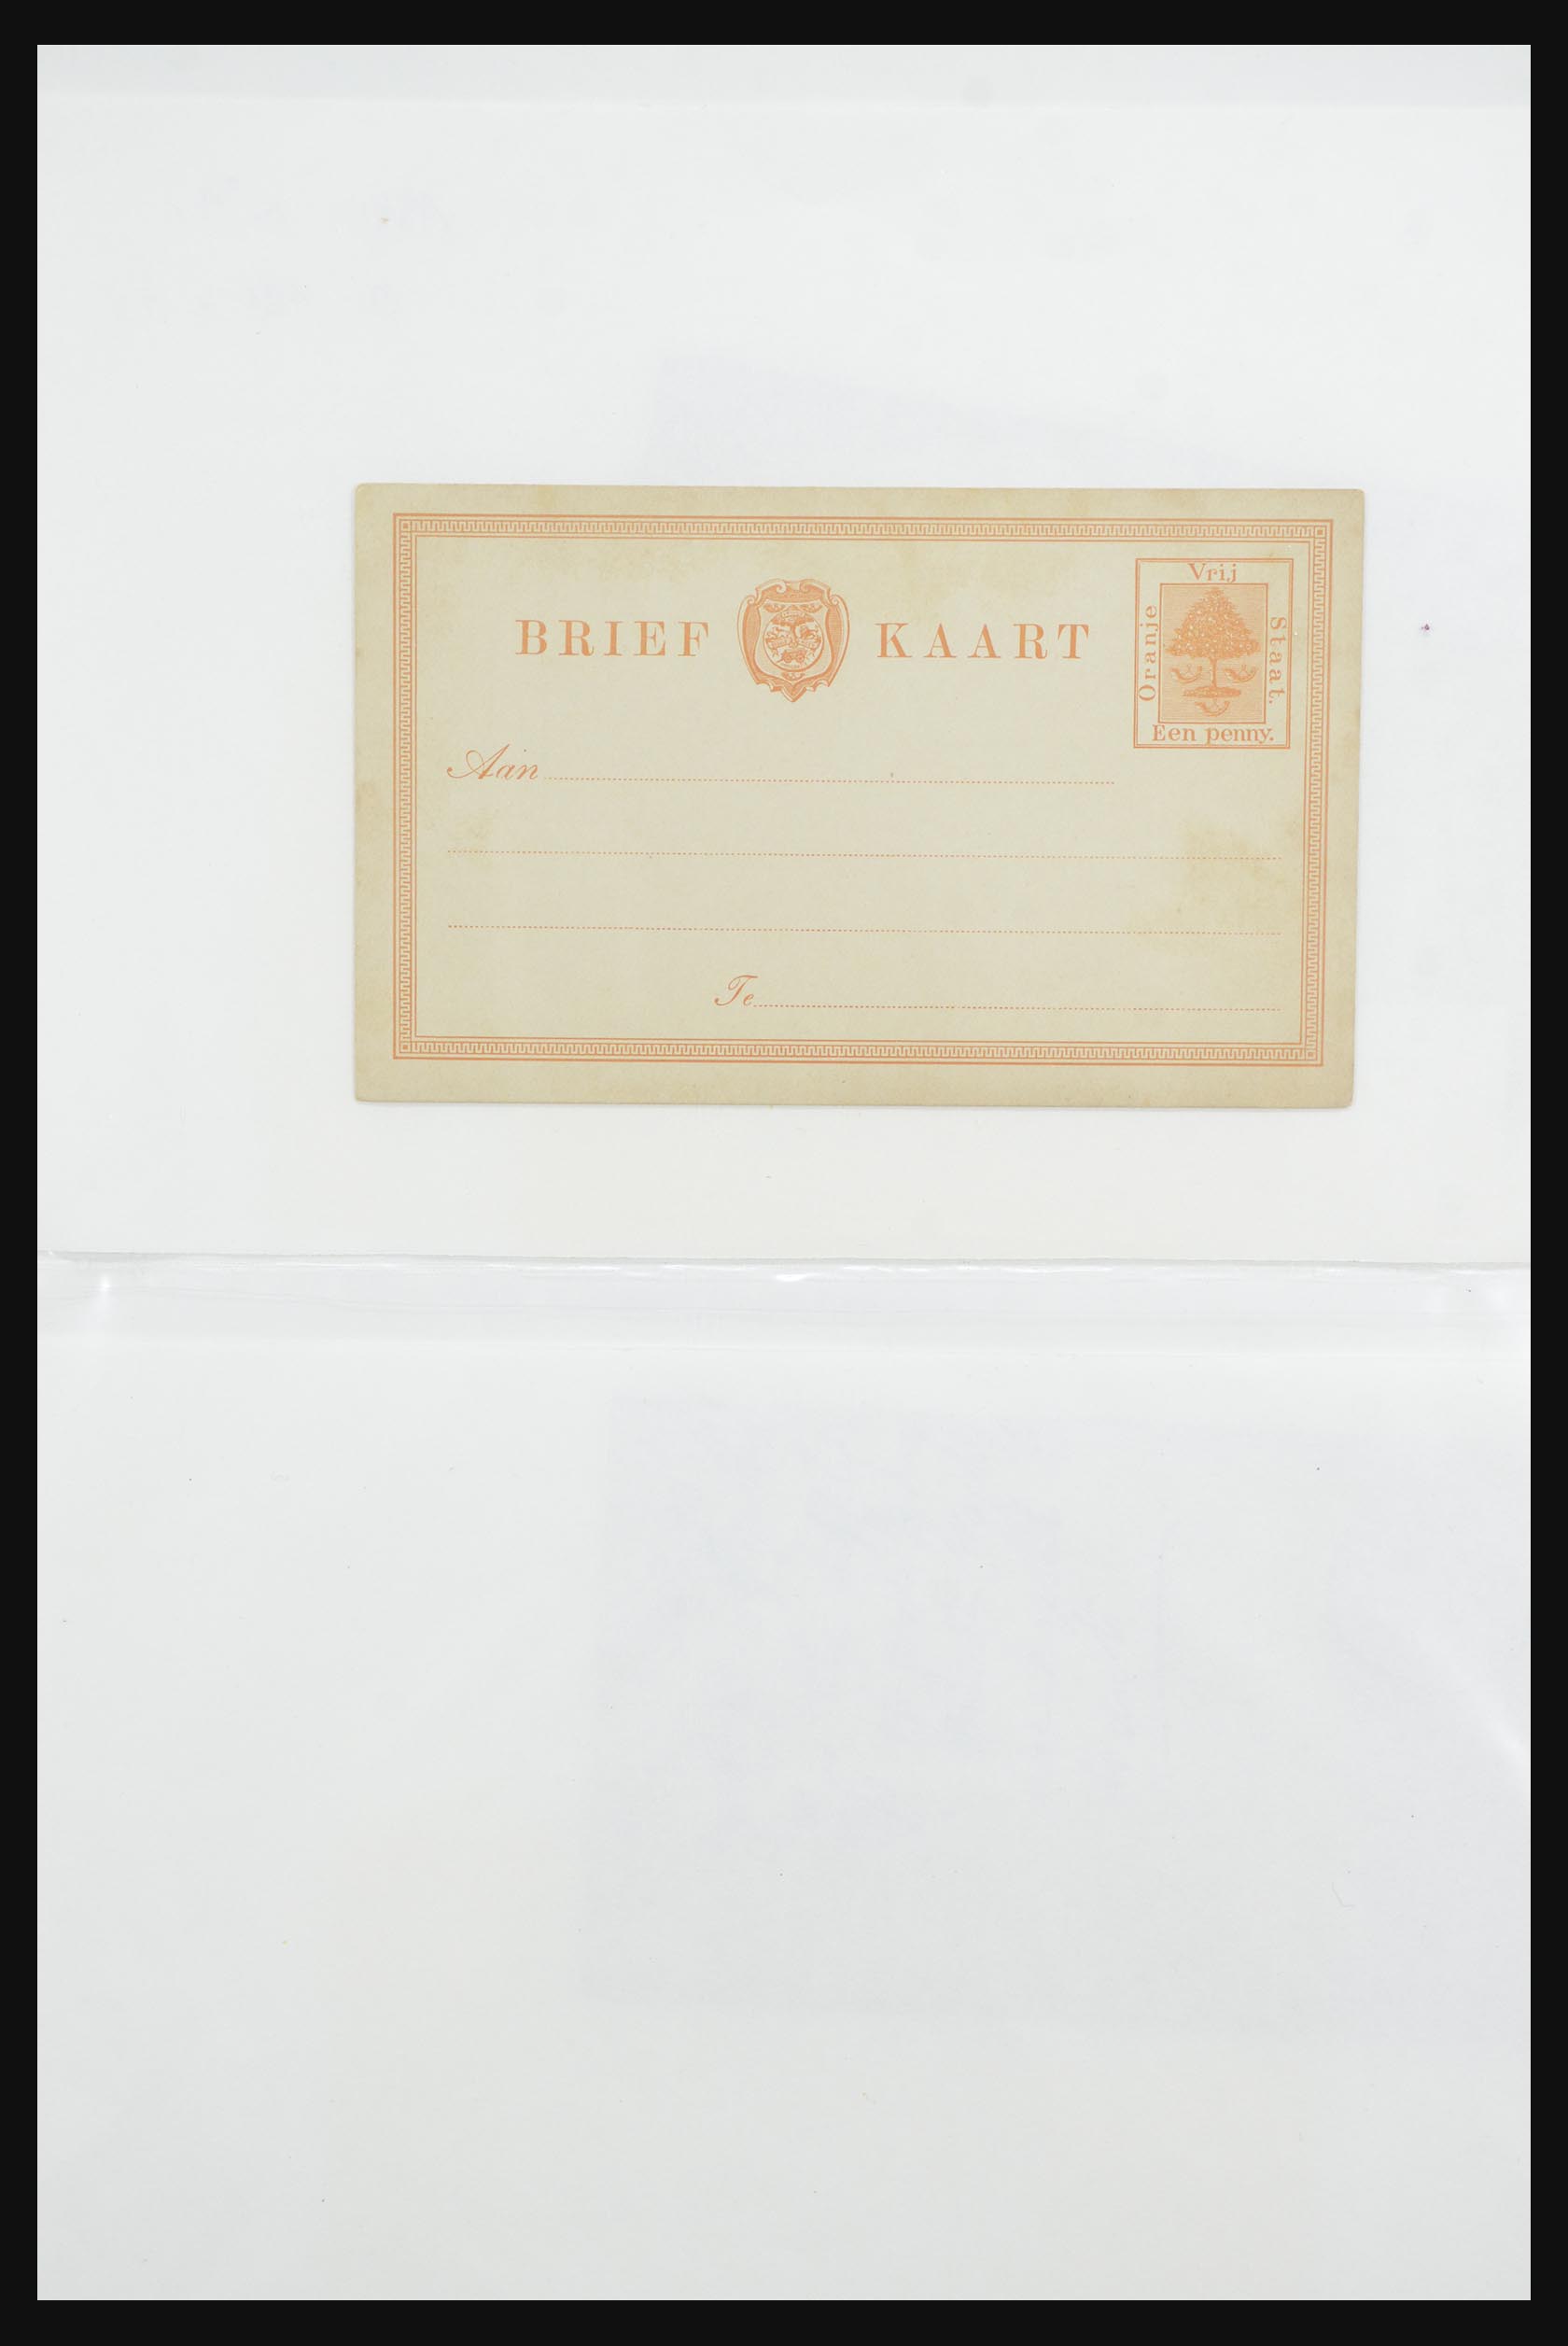 BRIEF KAART
Vrij
Oranje
Staat.
Een penny.
Aan
Te